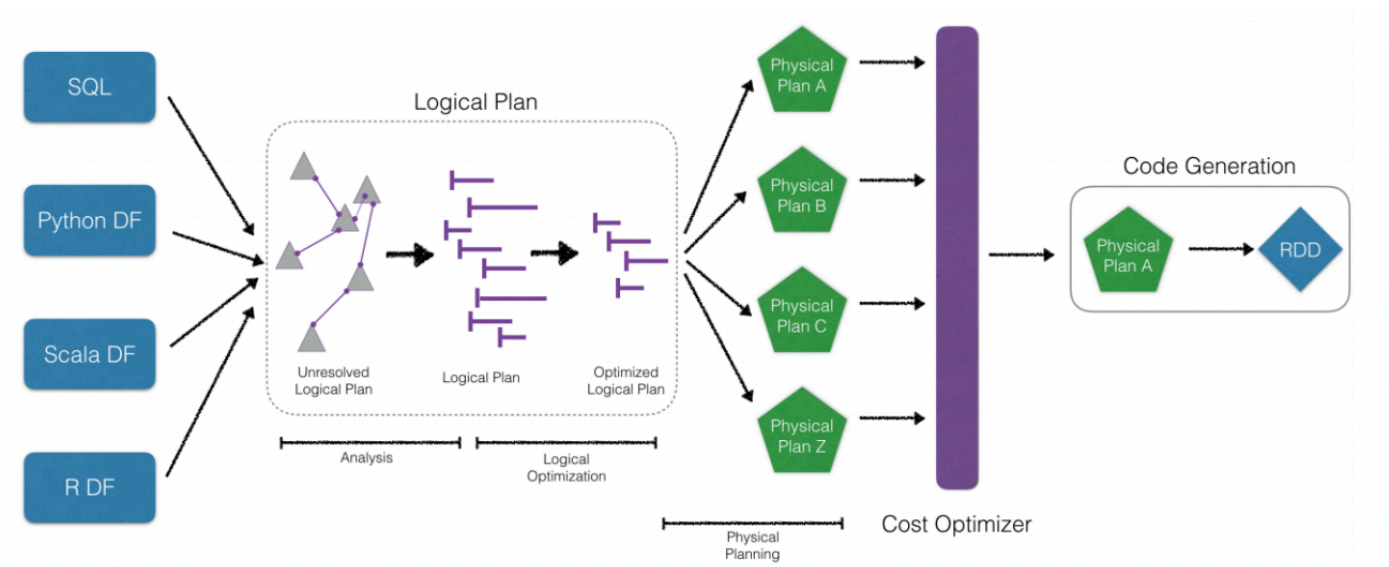 SQL
Python DF
Scala DF
R DF
Logical Plan
Unresolved
Logical Plan
Logical Plan
Optimized
Logical Plan
Analysis
Logical
Optimization
Physical
Plan A
Physical
Plan B
Physical
Plan C
Physical
Plan Z
Physical
Planning
Cost Optimizer
Code Generation
Physical
Plan A
RDD